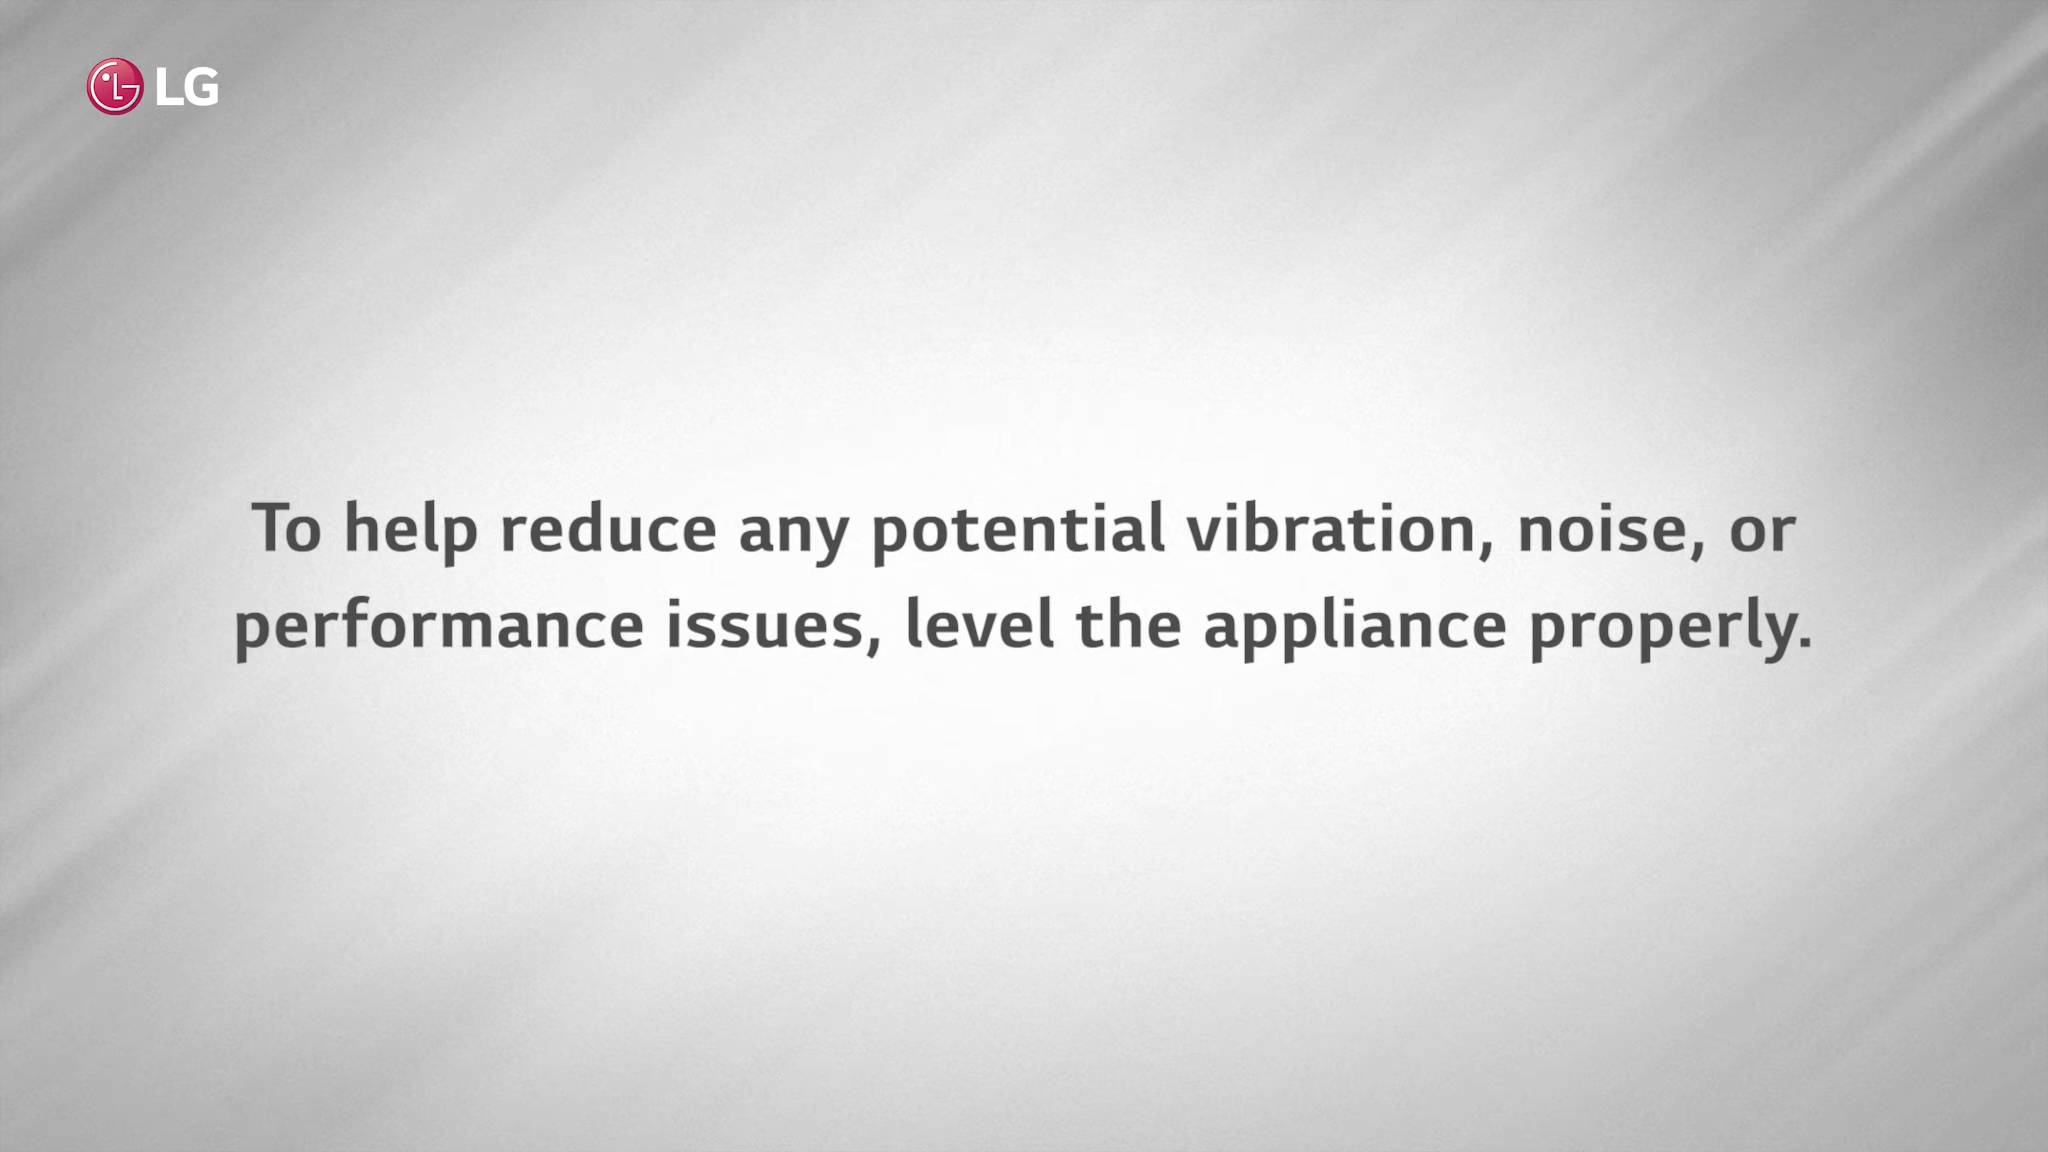 LG
To help reduce any potential vibration, noise, or
performance issues, level the appliance properly.